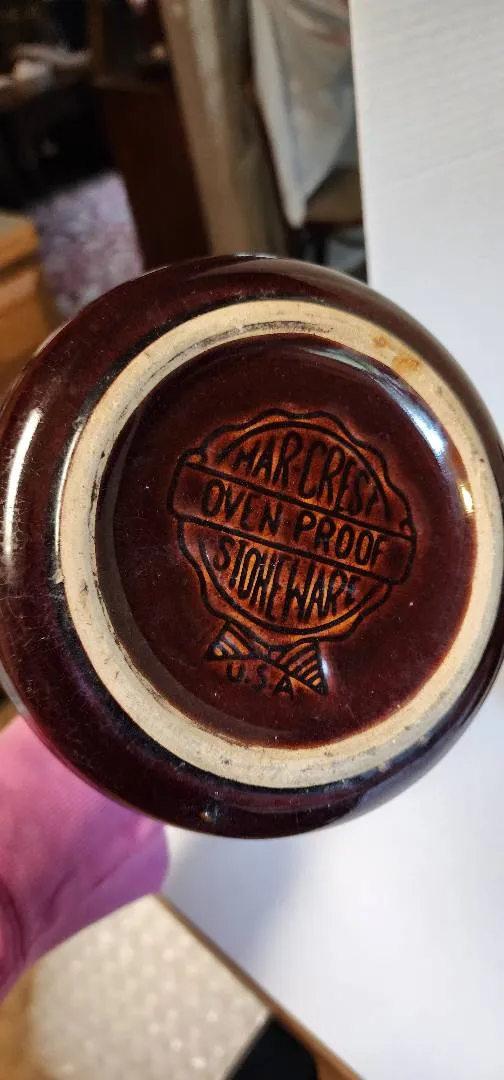 MAR-CREST
OVEN PROOF
STONEWARE
U.S.A